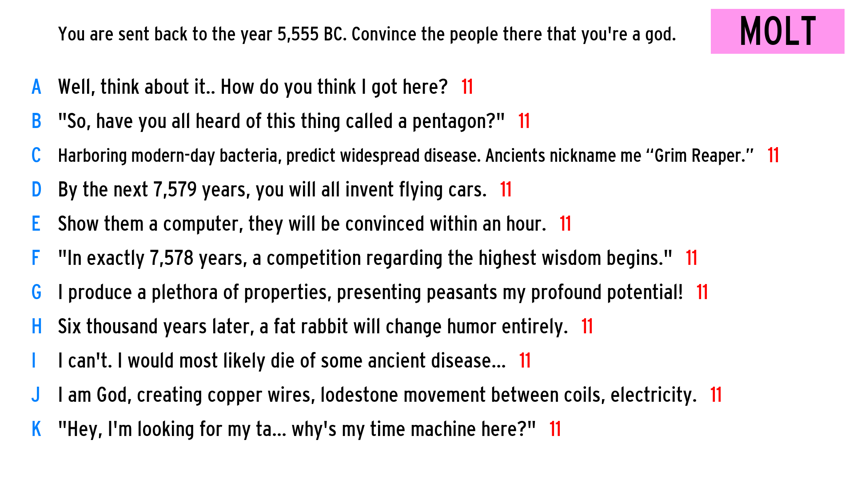 You are sent back to the year 5,555 BC. Convince the people there that you're a god.
MOLT
A Well, think about it.. How do you think I got here? 11
B "So, have you all heard of this thing called a pentagon?" 11
C Harboring modern-day bacteria, predict widespread disease. Ancients nickname me “Grim Reaper.” 11
D By the next 7,579 years, you will all invent flying cars. 11
E Show them a computer, they will be convinced within an hour. 11
F "In exactly 7,578 years, a competition regarding the highest wisdom begins." 11
G I produce a plethora of properties, presenting peasants my profound potential! 11
H Six thousand years later, a fat rabbit will change humor entirely. 11
I I can't. I would most likely die of some ancient disease... 11
J I am God, creating copper wires, lodestone movement between coils, electricity. 11
K "Hey, I'm looking for my ta... why's my time machine here?" 11